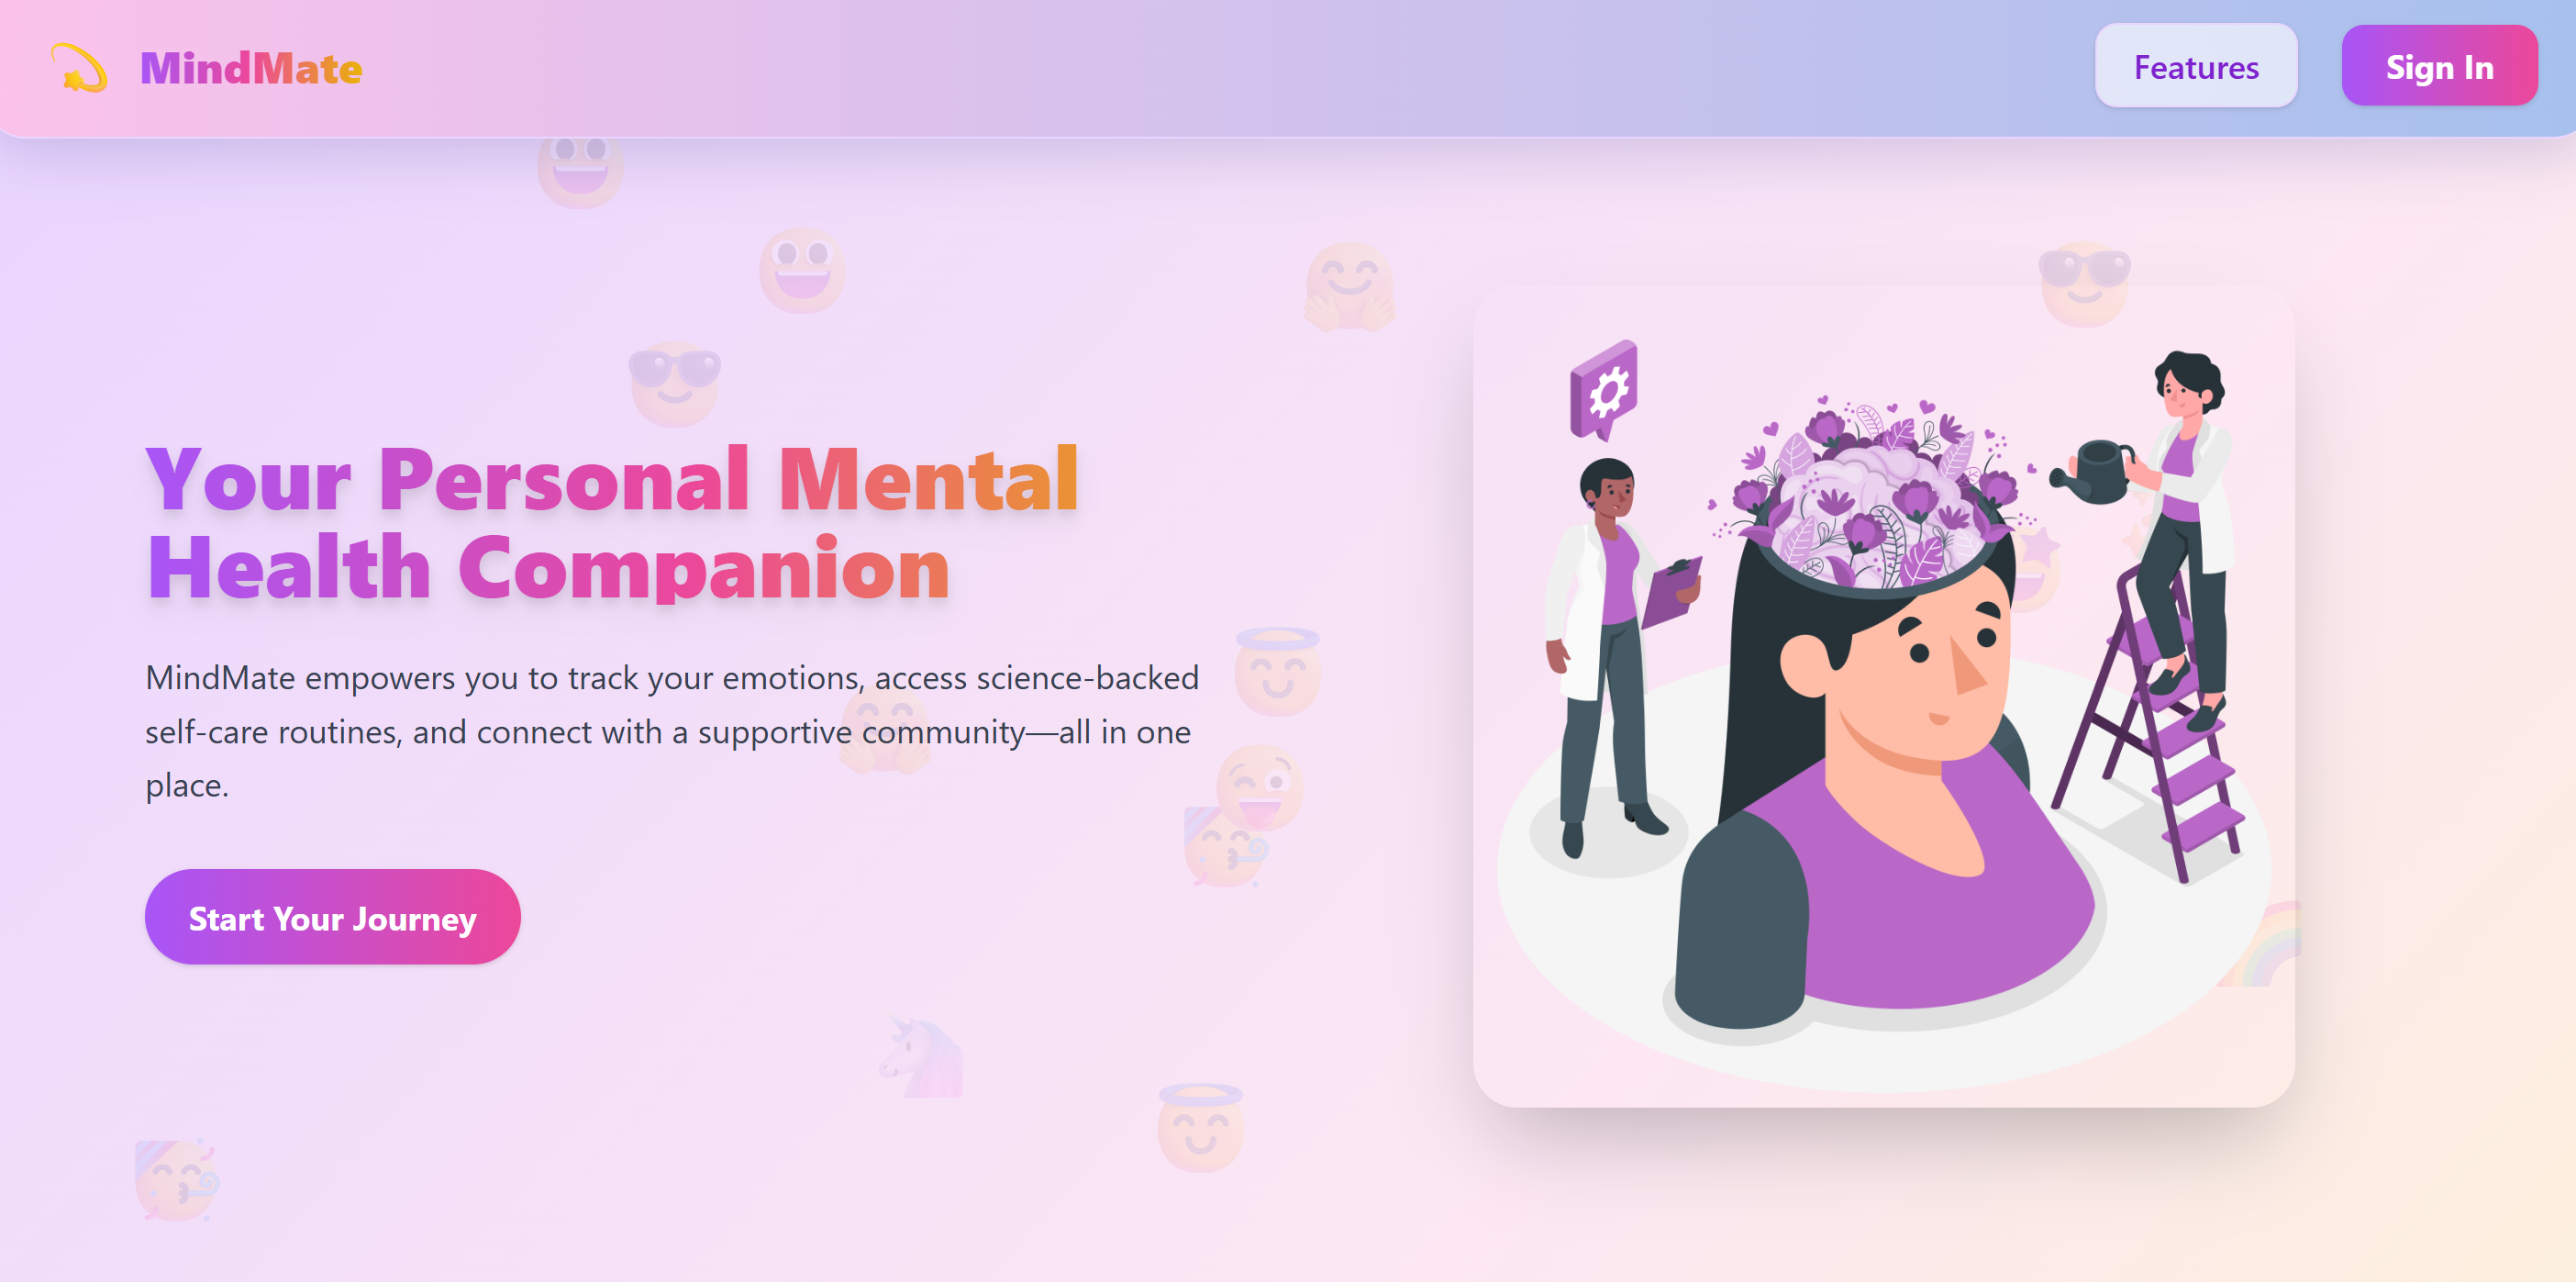 MindMate
Features
Sign In
Your Personal Mental
Health Companion
MindMate empowers you to track your emotions, access science-backed
self-care routines, and connect with a supportive community—all in one
place.
Start Your Journey